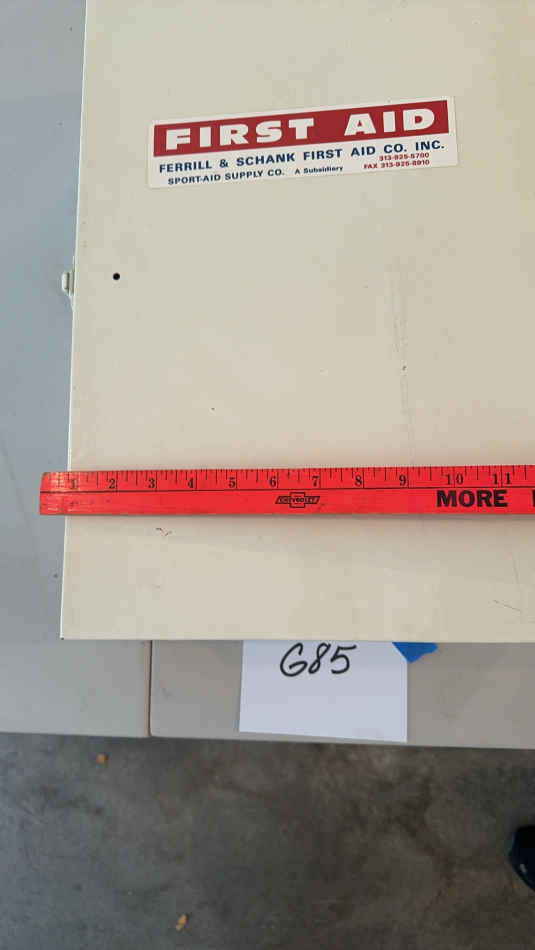 FIRST AID
FERRILL & SCHANK FIRST AID CO. INC.
SPORT-AID SUPPLY CO. A Subsidiary
313-925-5700
FAX 313-925-8910
1 2 3 4 5 6 7 8 9 10 11
CHEVROLET
MORE
G85